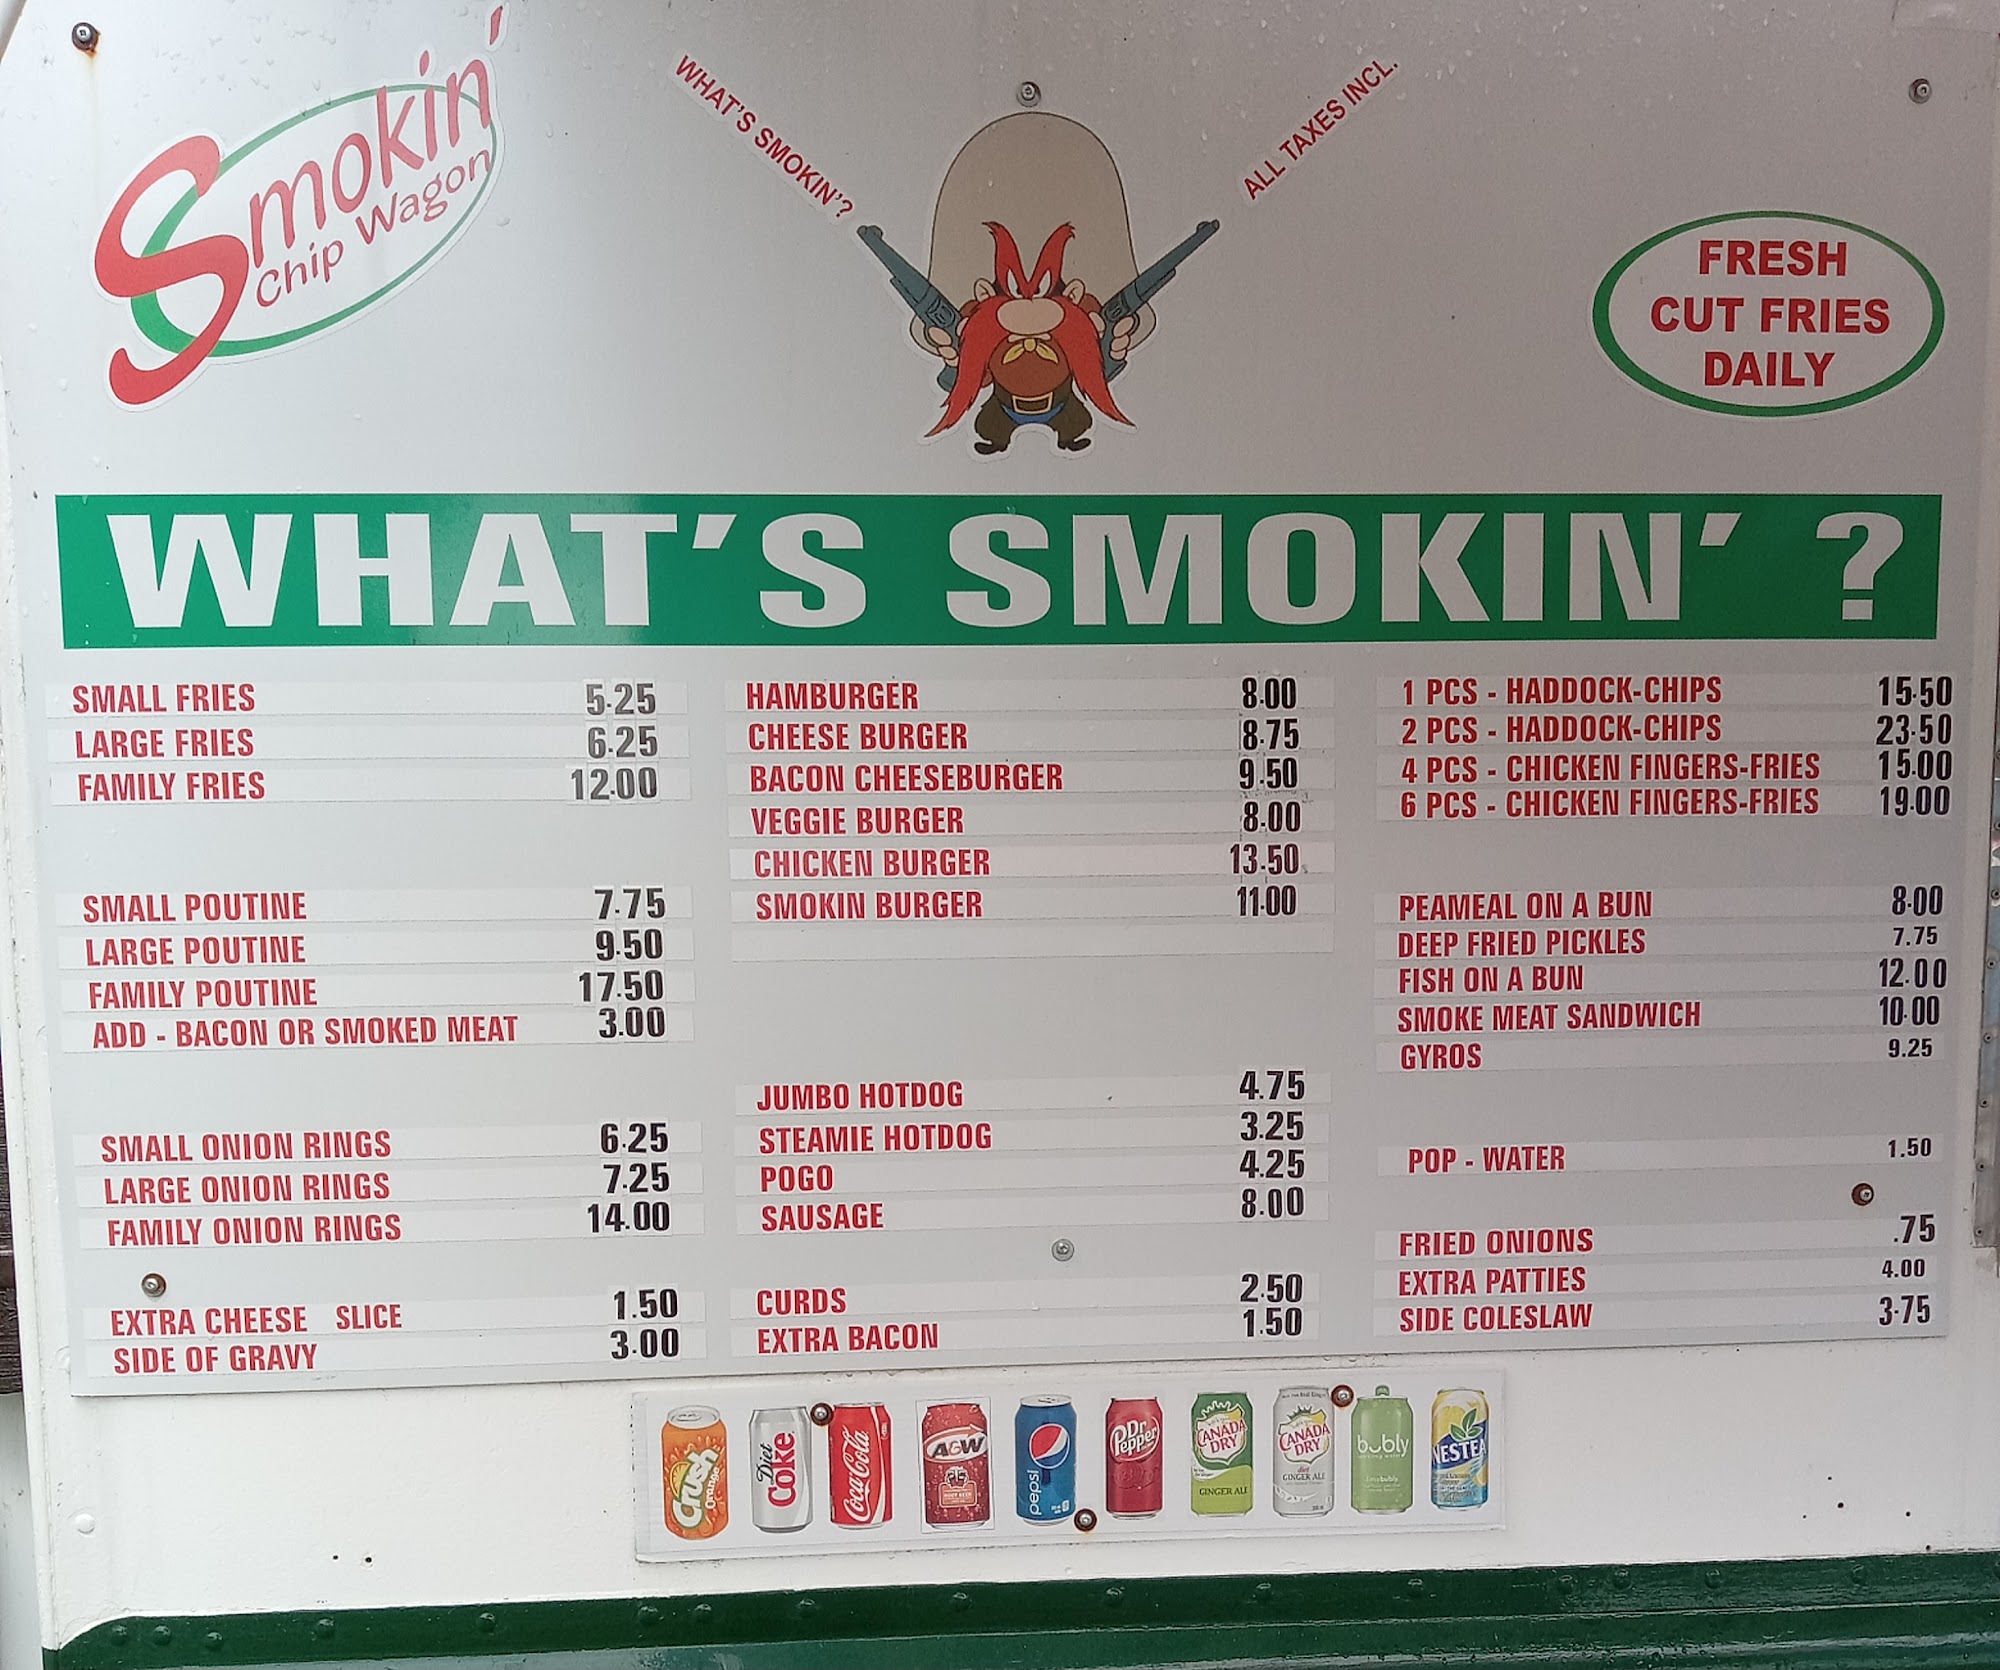 Smokin'
Chip Wagon
WHAT'S SMOKIN'?
ALL TAXES INCL.
FRESH
CUT FRIES
DAILY
WHAT'S SMOKIN' ?
SMALL FRIES 5.25
LARGE FRIES 6.25
FAMILY FRIES 12.00
SMALL POUTINE 7.75
LARGE POUTINE 9.50
FAMILY POUTINE 17.50
ADD - BACON OR SMOKED MEAT 3.00
SMALL ONION RINGS 6.25
LARGE ONION RINGS 7.25
FAMILY ONION RINGS 14.00
EXTRA CHEESE SLICE 1.50
SIDE OF GRAVY 3.00
HAMBURGER 8.00
CHEESE BURGER 8.75
BACON CHEESEBURGER 9.50
VEGGIE BURGER 8.00
CHICKEN BURGER 13.50
SMOKIN BURGER 11.00
JUMBO HOTDOG 4.75
STEAMIE HOTDOG 3.25
POGO 4.25
SAUSAGE 8.00
CURDS 2.50
EXTRA BACON 1.50
1 PCS - HADDOCK-CHIPS 15.50
2 PCS - HADDOCK-CHIPS 23.50
4 PCS - CHICKEN FINGERS-FRIES 15.00
6 PCS - CHICKEN FINGERS-FRIES 19.00
PEAMEAL ON A BUN 8.00
DEEP FRIED PICKLES 7.75
FISH ON A BUN 12.00
SMOKE MEAT SANDWICH 10.00
GYROS 9.25
POP - WATER 1.50
FRIED ONIONS .75
EXTRA PATTIES 4.00
SIDE COLESLAW 3.75
Crush
Orange
Diet
Coke
Coca-Cola
A&W
ROOT BEER
pepsi
Dr Pepper
CANADA
DRY
GINGER ALE
CANADA
DRY
diet
GINGER ALE
bubly
NESTEA